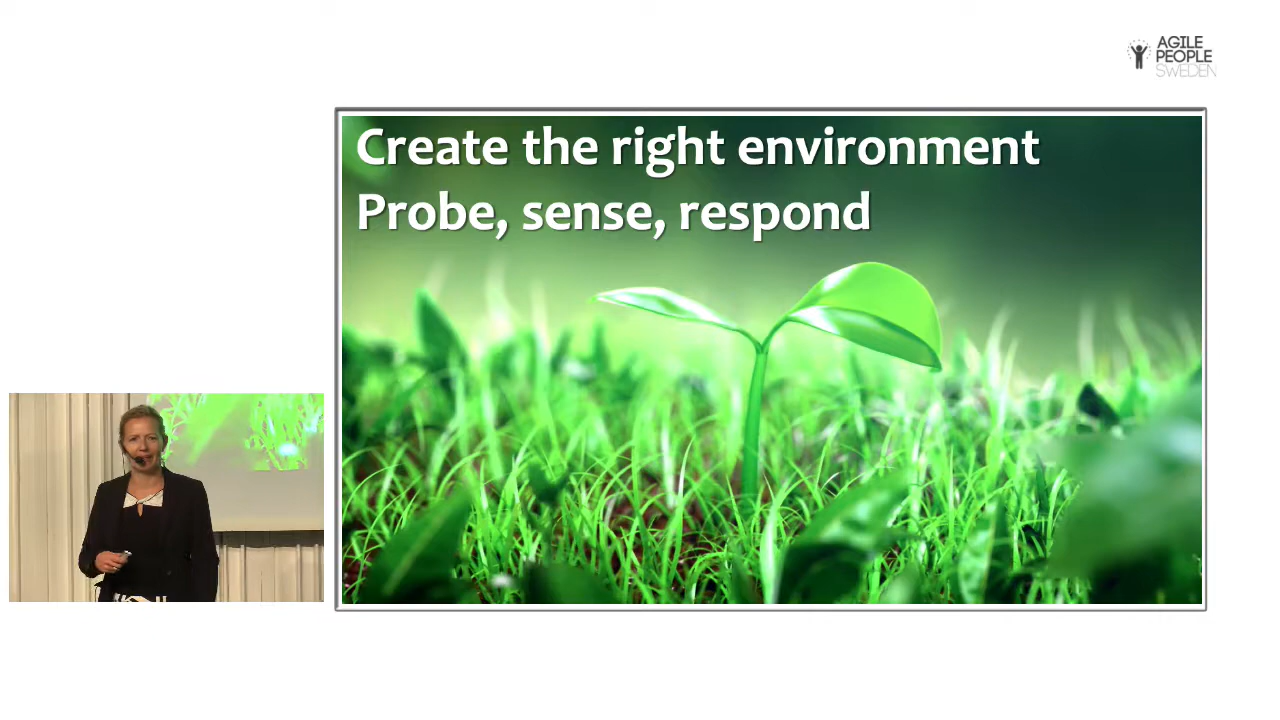 AGILE
PEOPLE
SWEDEN
Create the right environment
Probe, sense, respond